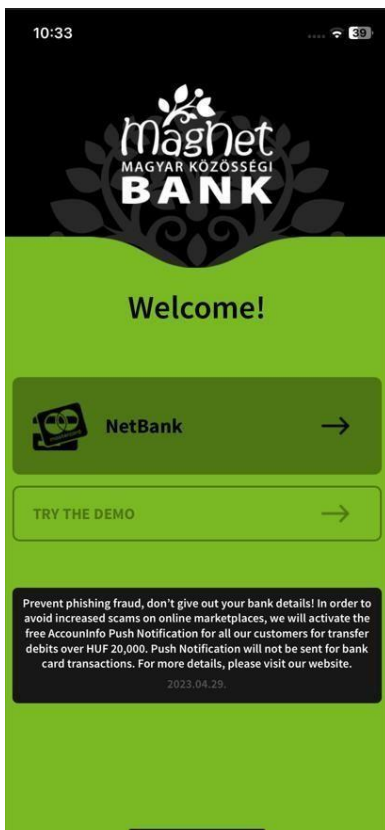 10:33
39
magnet
MAGYAR KÖZÖSSÉGI
BANK
Welcome!
NetBank
TRY THE DEMO
Prevent phishing fraud, don't give out your bank details! In order to
avoid increased scams on online marketplaces, we will activate the
free AccounInfo Push Notification for all our customers for transfer
debits over HUF 20,000. Push Notification will not be sent for bank
card transactions. For more details, please visit our website.
2023.04.29.